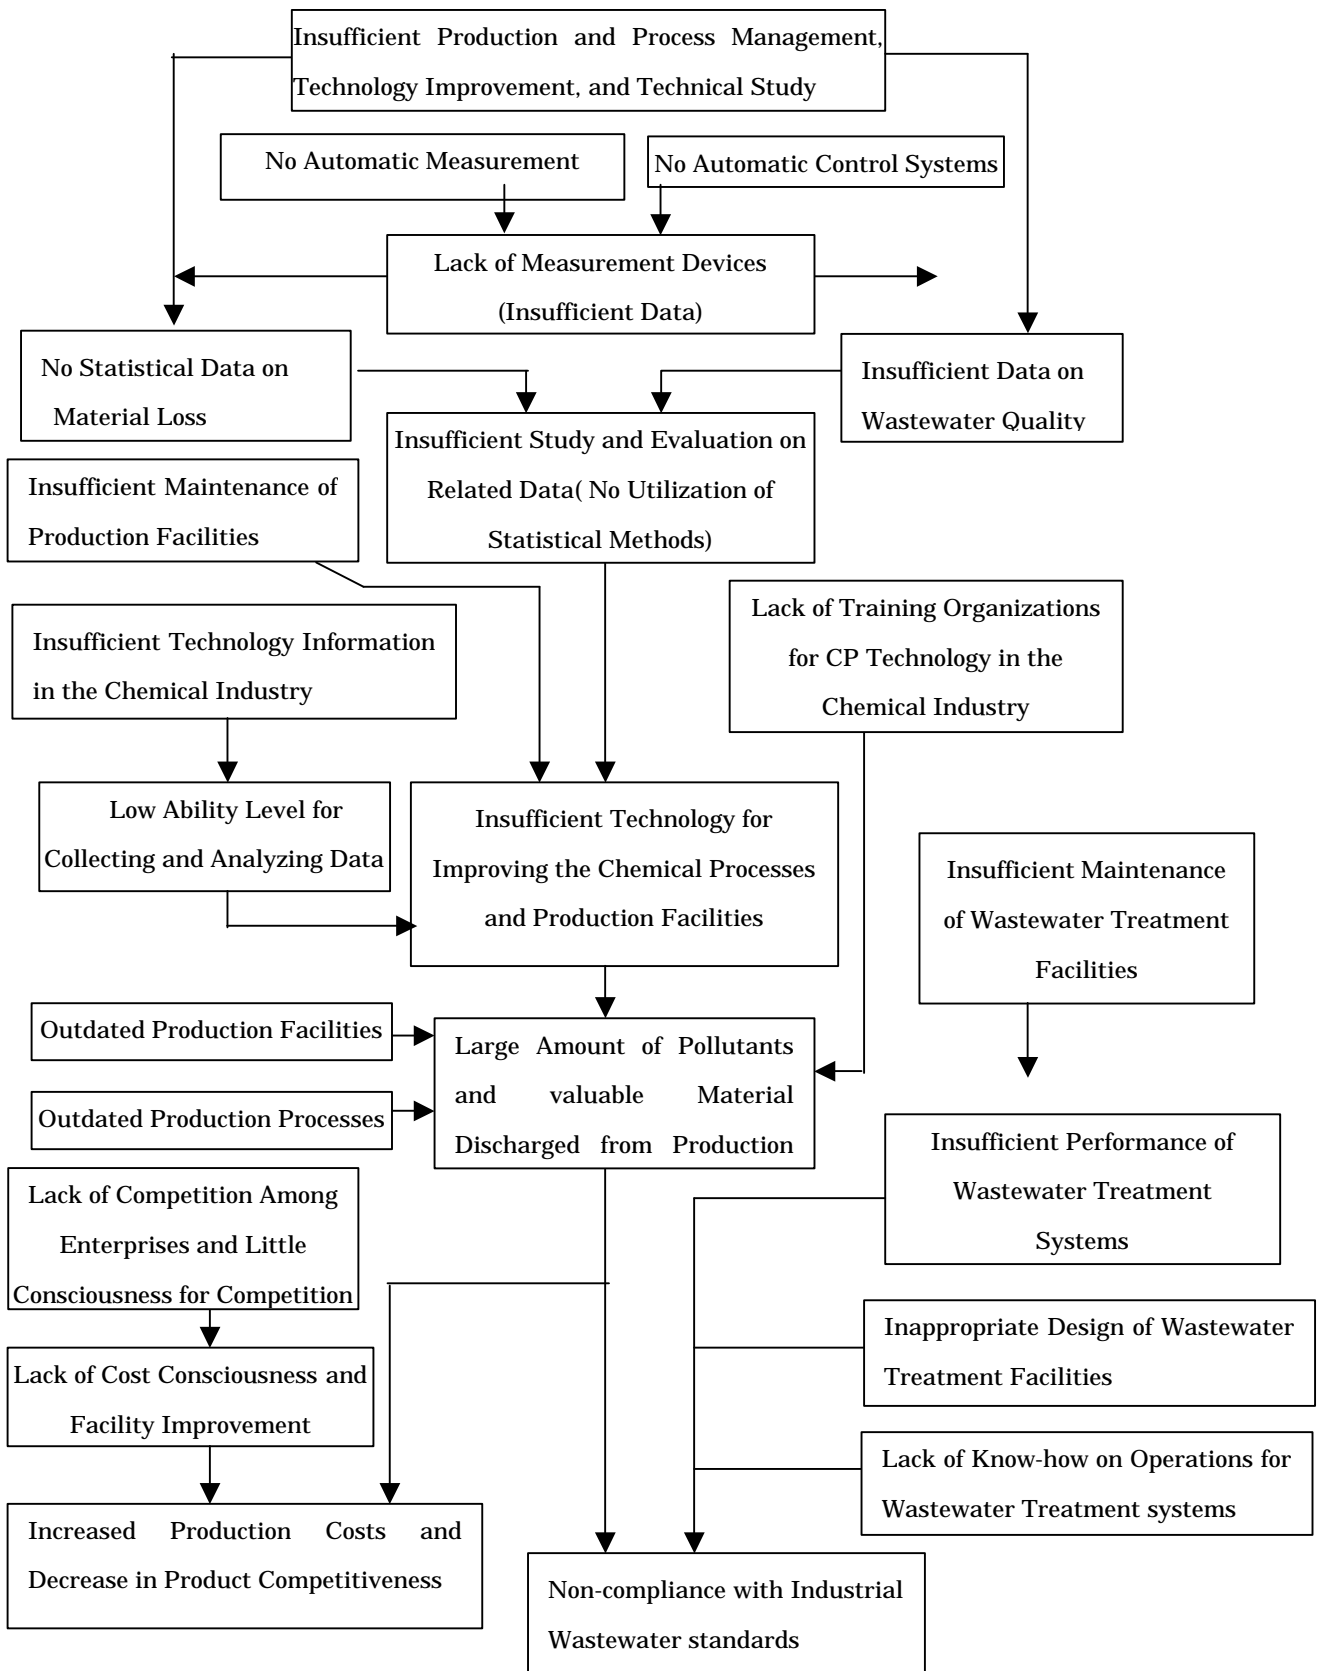 Insufficient Production and Process Management,
Technology Improvement, and Technical Study
No Automatic Measurement
No Automatic Control Systems
Lack of Measurement Devices
(Insufficient Data)
No Statistical Data on
Material Loss
Insufficient Data on
Wastewater Quality
Insufficient Study and Evaluation on
Related Data( No Utilization of
Statistical Methods)
Insufficient Maintenance of
Production Facilities
Lack of Training Organizations
for CP Technology in the
Chemical Industry
Insufficient Technology Information
in the Chemical Industry
Low Ability Level for
Collecting and Analyzing Data
Insufficient Technology for
Improving the Chemical Processes
and Production Facilities
Insufficient Maintenance
of Wastewater Treatment
Facilities
Outdated Production Facilities
Outdated Production Processes
Large Amount of Pollutants
and valuable Material
Discharged from Production
Insufficient Performance of
Wastewater Treatment
Systems
Lack of Competition Among
Enterprises and Little
Consciousness for Competition
Inappropriate Design of Wastewater
Treatment Facilities
Lack of Cost Consciousness and
Facility Improvement
Lack of Know-how on Operations for
Wastewater Treatment systems
Increased Production Costs and
Decrease in Product Competitiveness
Non-compliance with Industrial
Wastewater standards